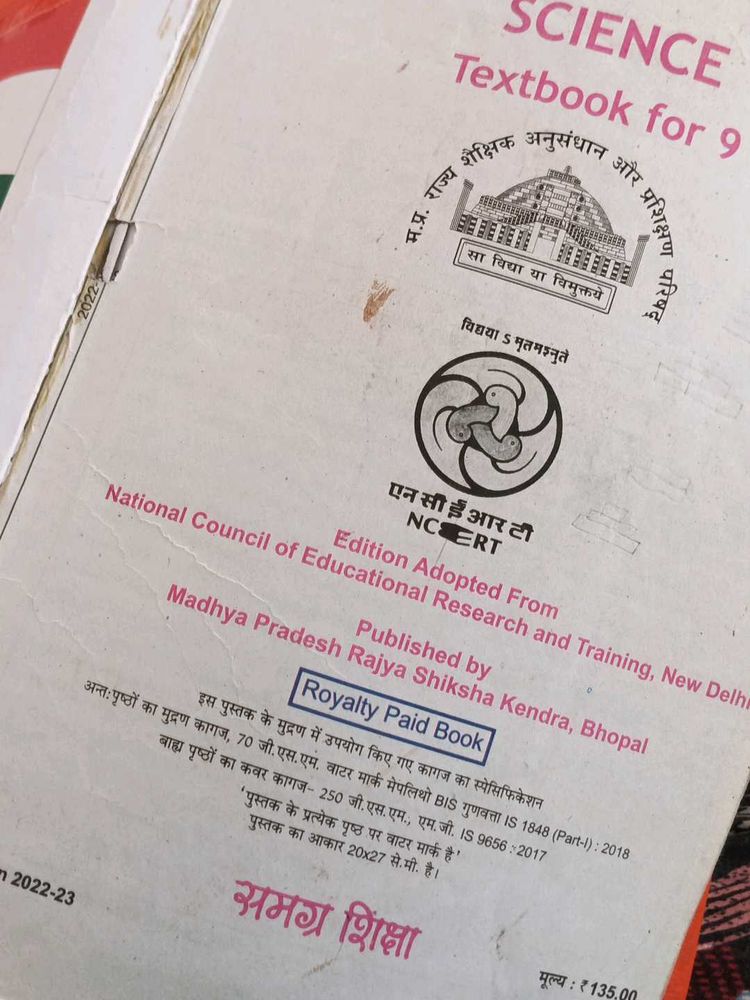 SCIENCE
Textbook for 9
म.प्र. राज्य शैक्षिक अनुसंधान और प्रशिक्षण परिषद्
सा विद्या या विमुक्तये
विद्यया ऽ मृतमश्नुते
एन सी ई आर टी
NCERT
Edition Adopted From
National Council of Educational Research and Training, New Delhi
Published by
Madhya Pradesh Rajya Shiksha Kendra, Bhopal
Royalty Paid Book
इस पुस्तक के मुद्रण में उपयोग किए गए कागज का स्पेसिफिकेशन
अन्त:पृष्ठों का मुद्रण कागज, 70 जी.एस.एम. वाटर मार्क मेपलिथो BIS गुणवत्ता IS 1848 (Part-I) : 2018
बाह्य पृष्ठों का कवर कागज– 250 जी.एस.एम., एम.जी. IS 9656 : 2017
'पुस्तक के प्रत्येक पृष्ठ पर वाटर मार्क है'
पुस्तक का आकार 20x27 से.मी. है।
2022-23
समग्र शिक्षा
मूल्य : ₹135.00
2022-